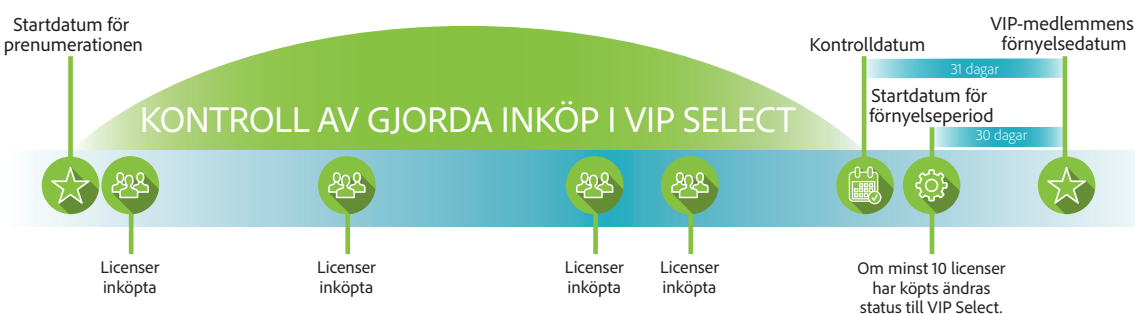 Startdatum för
prenumerationen
KONTROLL AV GJORDA INKÖP I VIP SELECT
Kontrolldatum
VIP-medlemmens
förnyelsedatum
31 dagar
Startdatum för
förnyelseperiod
30 dagar
Licenser
inköpta
Licenser
inköpta
Licenser
inköpta
Licenser
inköpta
Om minst 10 licenser
har köpts ändras
status till VIP Select.